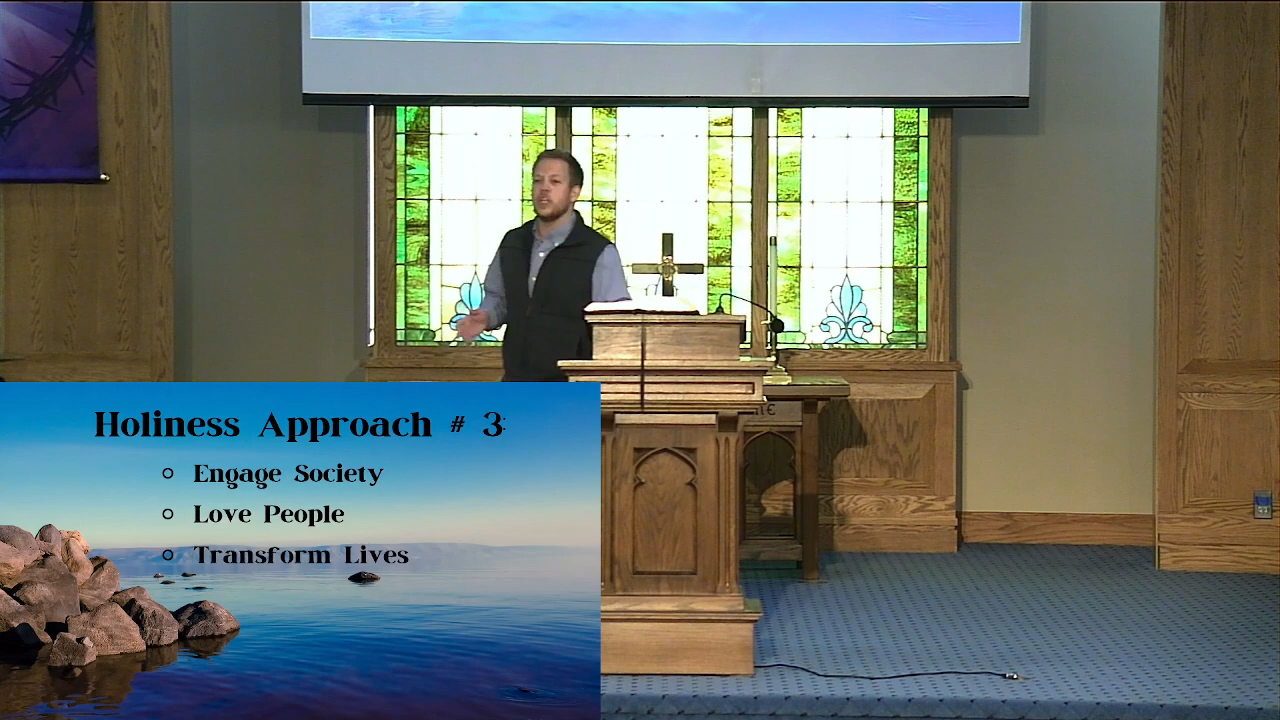 Holiness Approach # 3:
Engage Society
Love People
Transform Lives